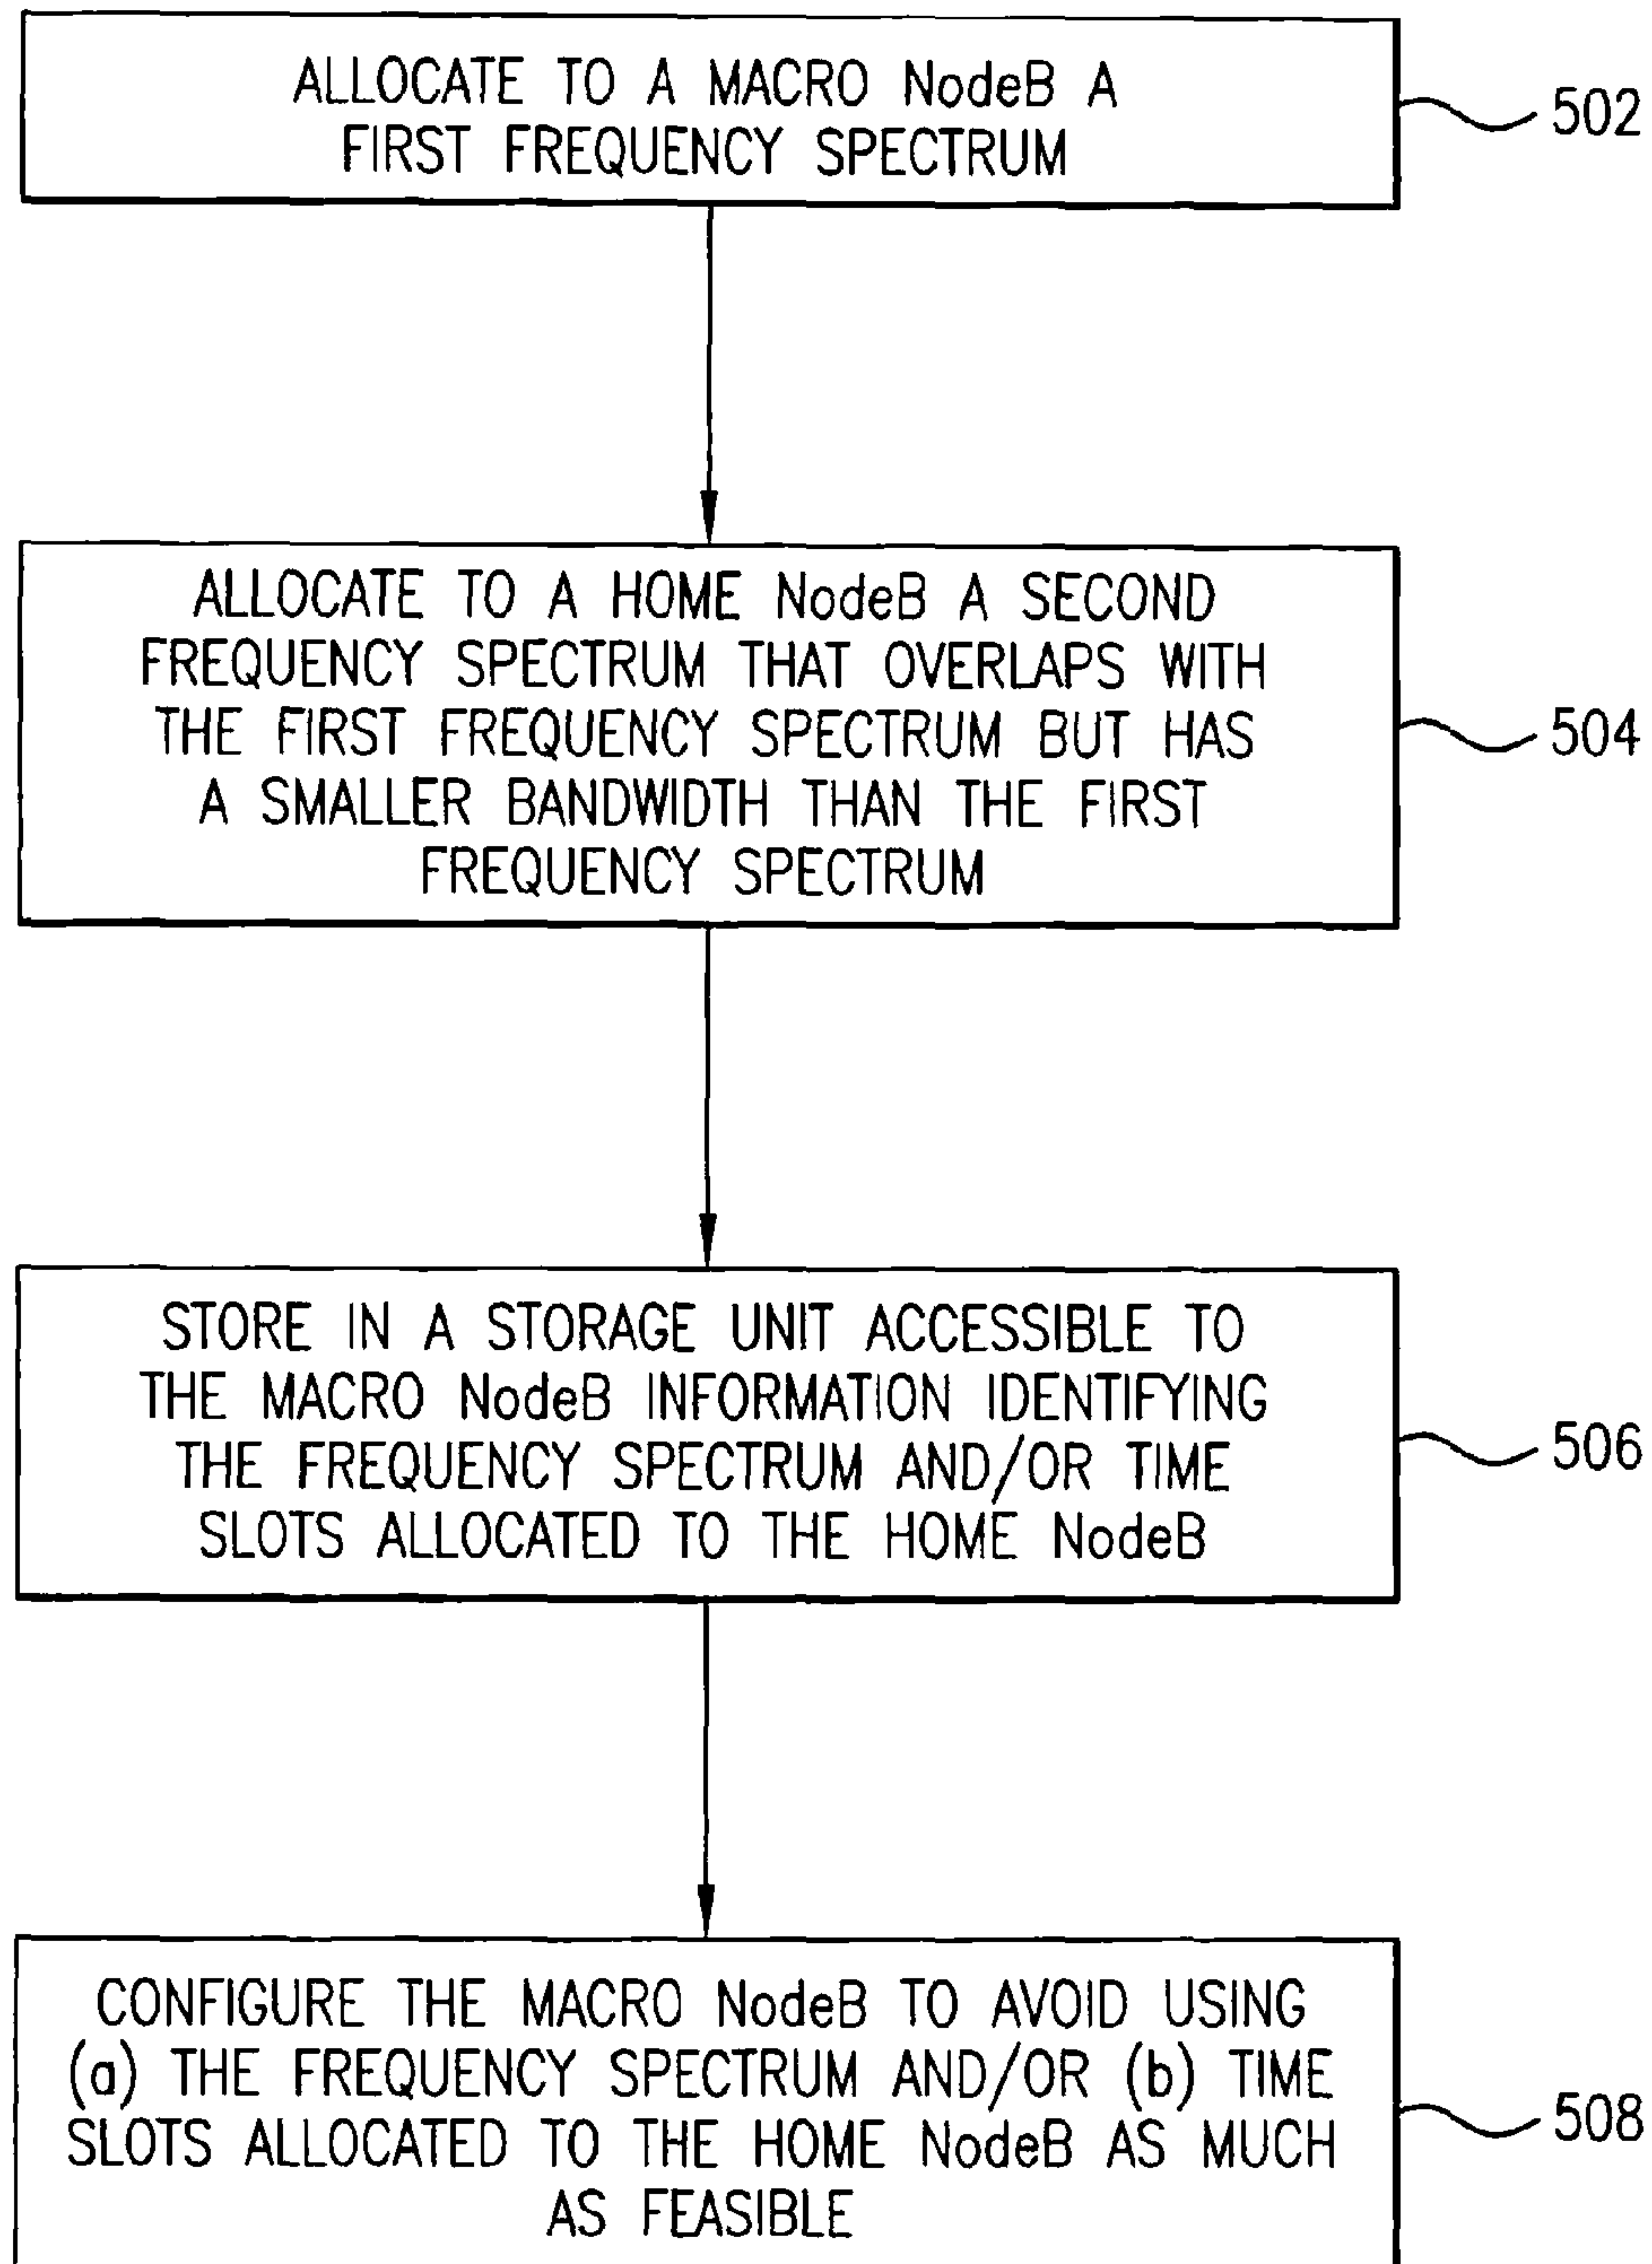 ALLOCATE TO A MACRO NodeB A
FIRST FREQUENCY SPECTRUM
502
ALLOCATE TO A HOME NodeB A SECOND
FREQUENCY SPECTRUM THAT OVERLAPS WITH
THE FIRST FREQUENCY SPECTRUM BUT HAS
A SMALLER BANDWIDTH THAN THE FIRST
FREQUENCY SPECTRUM
504
STORE IN A STORAGE UNIT ACCESSIBLE TO
THE MACRO NodeB INFORMATION IDENTIFYING
THE FREQUENCY SPECTRUM AND/OR TIME
SLOTS ALLOCATED TO THE HOME NodeB
506
CONFIGURE THE MACRO NodeB TO AVOID USING
(a) THE FREQUENCY SPECTRUM AND/OR (b) TIME
SLOTS ALLOCATED TO THE HOME NodeB AS MUCH
AS FEASIBLE
508